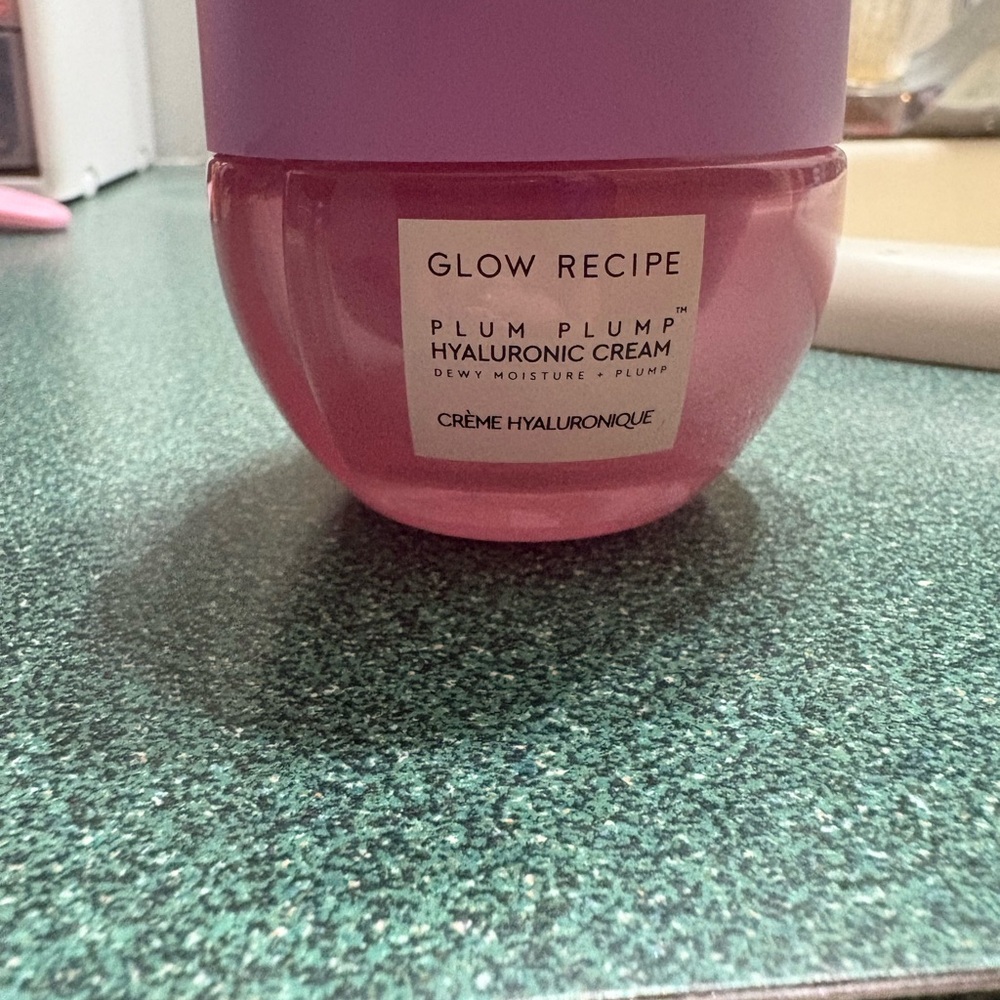 GLOW RECIPE
PLUM PLUMP™
HYALURONIC CREAM
DEWY MOISTURE + PLUMP
CRÈME HYALURONIQUE